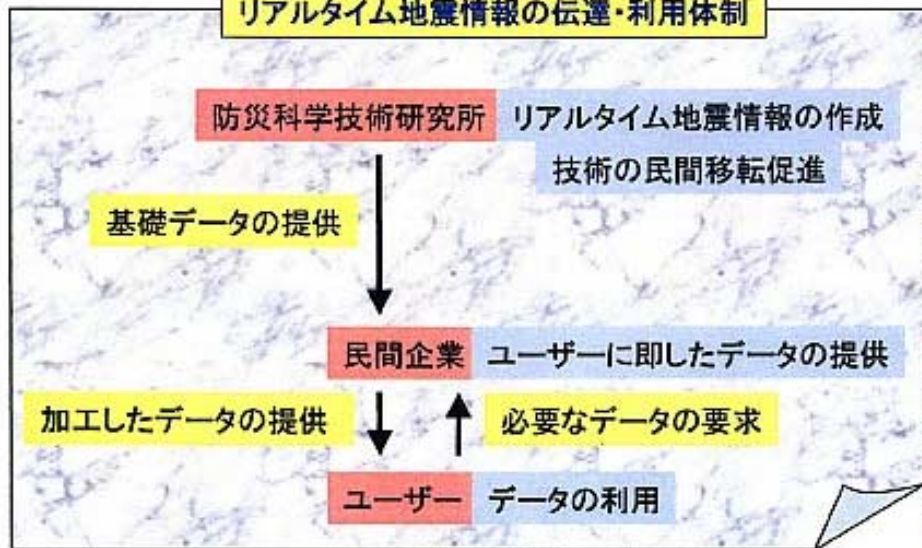 リアルタイム地震情報の伝達・利用体制
防災科学技術研究所 リアルタイム地震情報の作成
技術の民間移転促進
基礎データの提供
民間企業 ユーザーに即したデータの提供
加工したデータの提供 必要なデータの要求
ユーザー データの利用